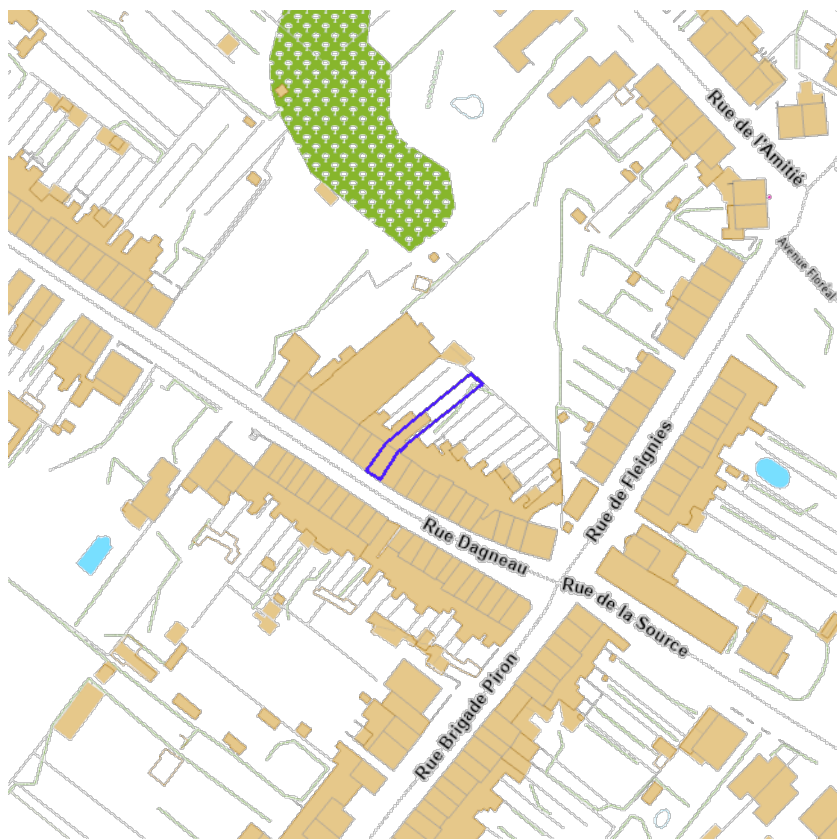 Rue de l'Amitié
Avenue Floréal
Rue de Fleignies
Rue Dagneau
Rue de la Source
Rue Brigade Piron